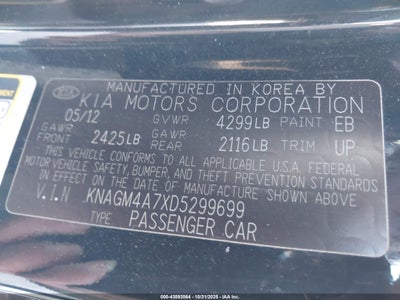 MANUFACTURED IN KOREA BY
KIA MOTORS CORPORATION
05/12 GVWR 4299LB PAINT EB
GAWR FRONT 2425LB GAWR REAR 2116LB TRIM UP
THIS VEHICLE CONFORMS TO ALL APPLICABLE U.S.A. FEDERAL
MOTOR VEHICLE SAFETY, BUMPER, AND THEFT PREVENTION STANDARDS
IN EFFECT ON THE DATE OF MANUFACTURE SHOWN ABOVE
V.I.N KNAGM4A7XD5299699
TYPE: PASSENGER CAR
000-43592064 | 10/31/2025 | Copart